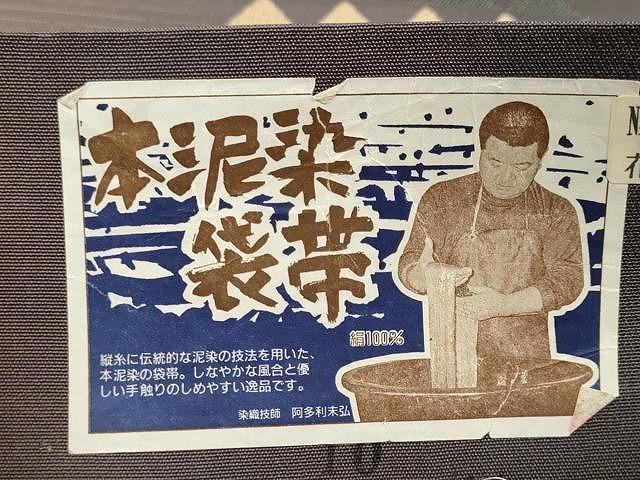 本泥染
袋帯
絹100%
縦糸に伝統的な泥染の技法を用いた、
本泥染の袋帯。しなやかな風合と優
しい手触りのしめやすい逸品です。
染織技師 阿多利末弘